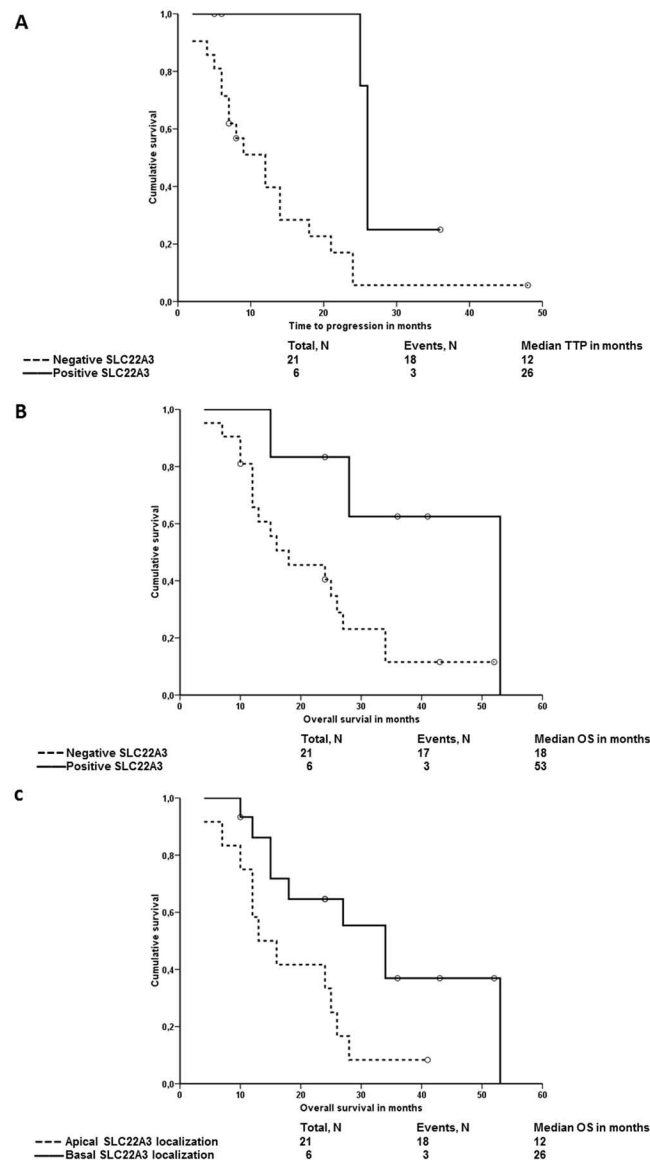 A
Cumulative survival
1,0
0,8
0,6
0,4
0,2
0,0
0 10 20 30 40 50
Time to progression in months
Total, N Events, N Median TTP in months
Negative SLC22A3 21 18 12
Positive SLC22A3 6 3 26
B
Cumulative survival
1,0
0,8
0,6
0,4
0,2
0,0
0 10 20 30 40 50 60
Overall survial in months
Total, N Events, N Median OS in months
Negative SLC22A3 21 17 18
Positive SLC22A3 6 3 53
C
Cumulative survival
1,0
0,8
0,6
0,4
0,2
0,0
0 10 20 30 40 50 60
Overall survival in months
Total, N Events, N Median OS in months
Apical SLC22A3 localization 21 18 12
Basal SLC22A3 localization 6 3 26